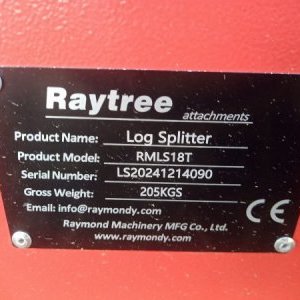 Raytree
attachments
Product Name: Log Splitter
Product Model: RMLS18T
Serial Number: LS20241214090
Gross Weight: 205KGS
Email: info@raymondy.com
CE
Raymond Machinery MFG Co., Ltd.
www.raymondy.com